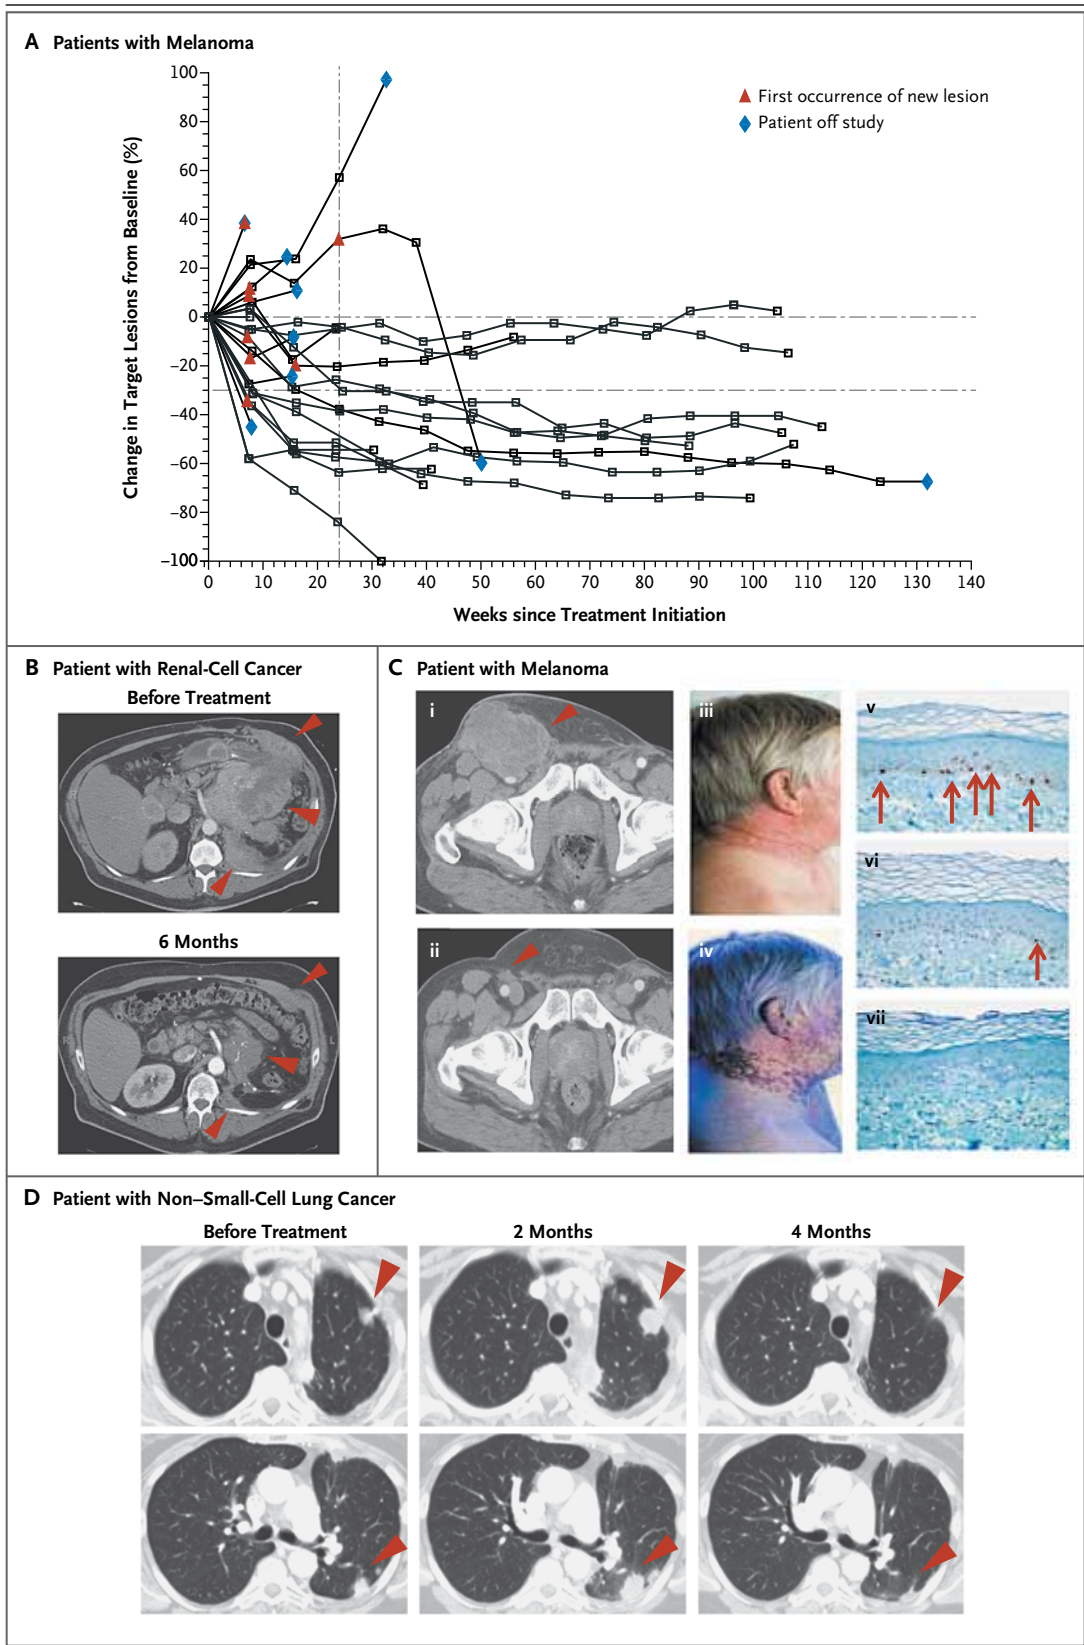 A Patients with Melanoma
Change in Target Lesions from Baseline (%)
100
80
60
40
20
0
−20
−40
−60
−80
−100
First occurrence of new lesion
Patient off study
0 10 20 30 40 50 60 70 80 90 100 110 120 130 140
Weeks since Treatment Initiation
B Patient with Renal-Cell Cancer
Before Treatment
6 Months
R
L
C Patient with Melanoma
i
ii
iii
iv
v
vi
vii
D Patient with Non–Small-Cell Lung Cancer
Before Treatment
2 Months
4 Months